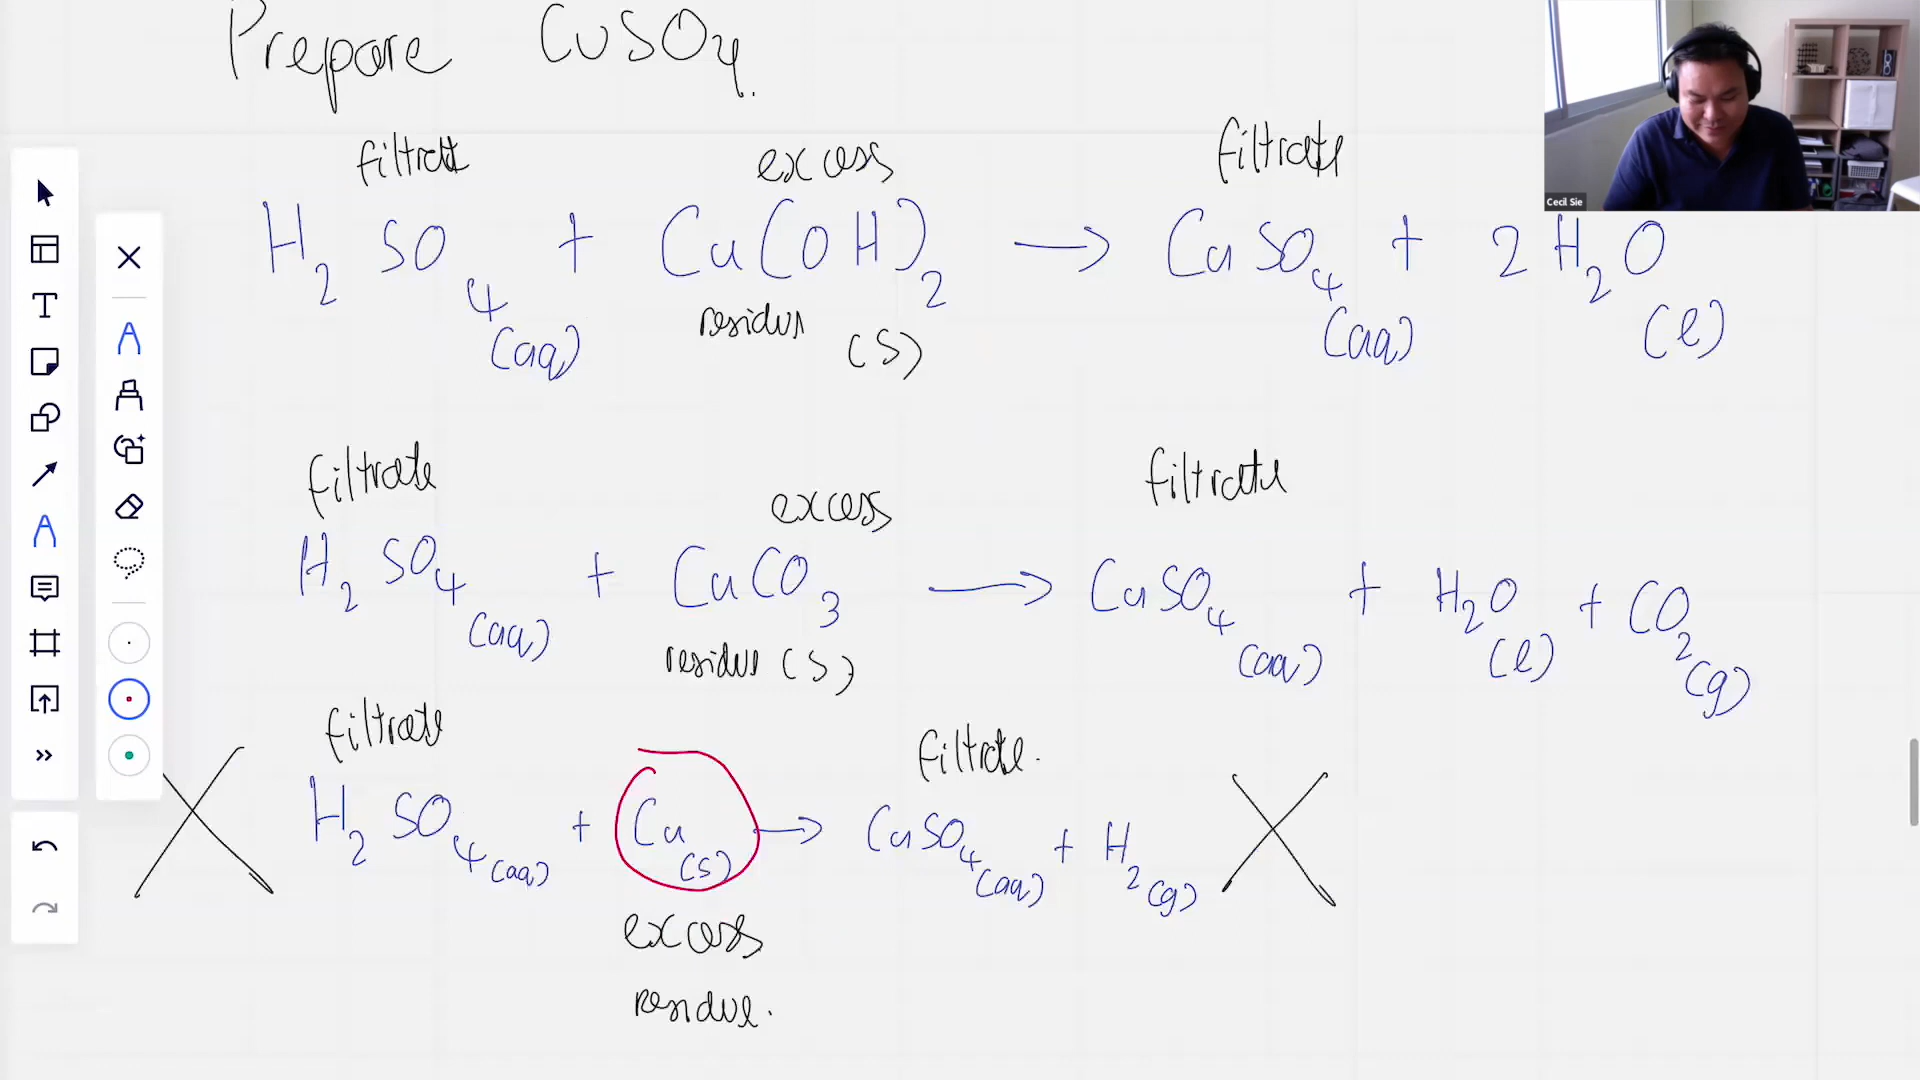 Prepare CuSO4.
filtrat excess filtrate
H2SO4(aq) + Cu(OH)2(s) → CuSO4(aq) + 2H2O(l)
residue
filtrate excess filtrate
H2SO4(aq) + CuCO3(s) → CuSO4(aq) + H2O(l) + CO2(g)
residue
filtrate filtrate.
H2SO4(aq) + Cu(s) → CuSO4(aq) + H2(g)
excess
residue.
Cecil Sie